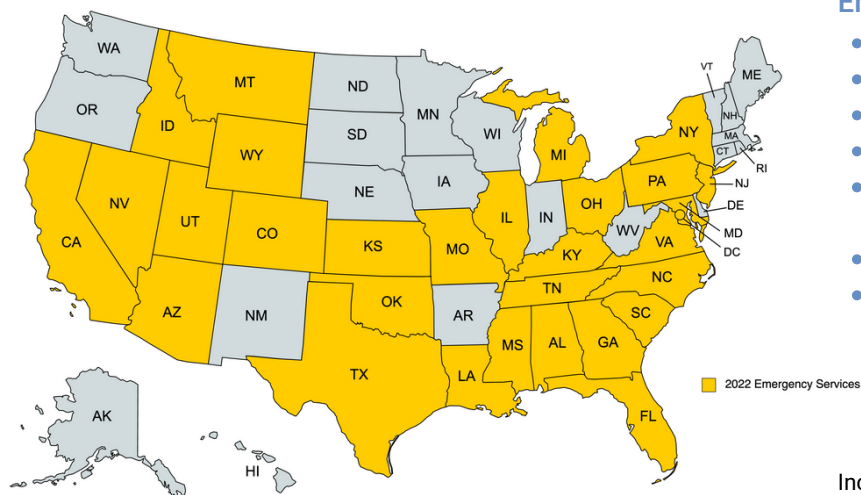 WA
OR
CA
NV
ID
MT
WY
UT
AZ
CO
NM
ND
SD
NE
KS
OK
TX
MN
IA
MO
AR
LA
WI
IL
MI
IN
OH
KY
TN
MS
AL
GA
FL
SC
NC
VA
WV
PA
NY
VT
NH
ME
MA
CT
RI
NJ
DE
MD
DC
AK
HI
2022 Emergency Services